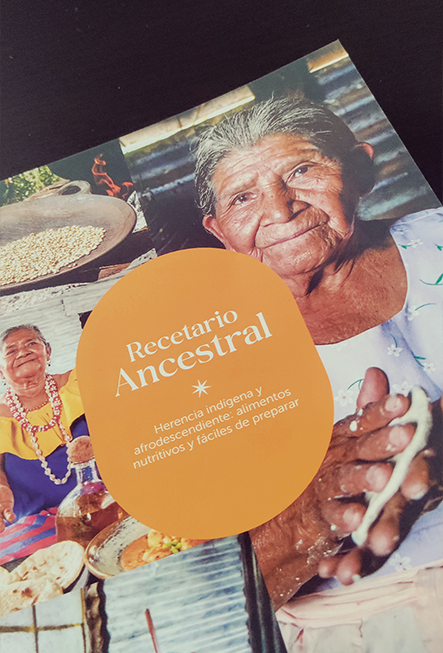 Recetario
Ancestral
Herencia indígena y
afrodescendiente: alimentos
nutritivos y fáciles de preparar